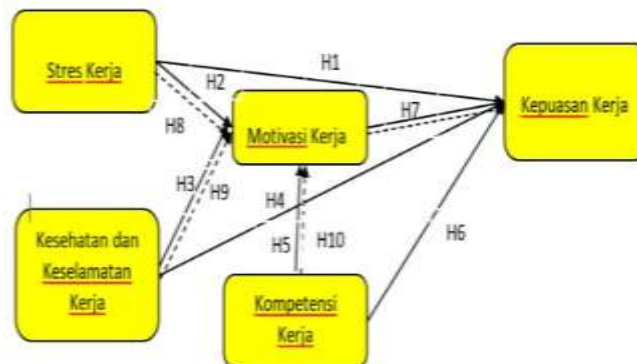 Stres Kerja
H1
H2
H8
H7
Motivasi Kerja
Kepuasan Kerja
H3
H9
H4
Kesehatan dan
Keselamatan
Kerja
H5
H10
H6
Kompetensi
Kerja